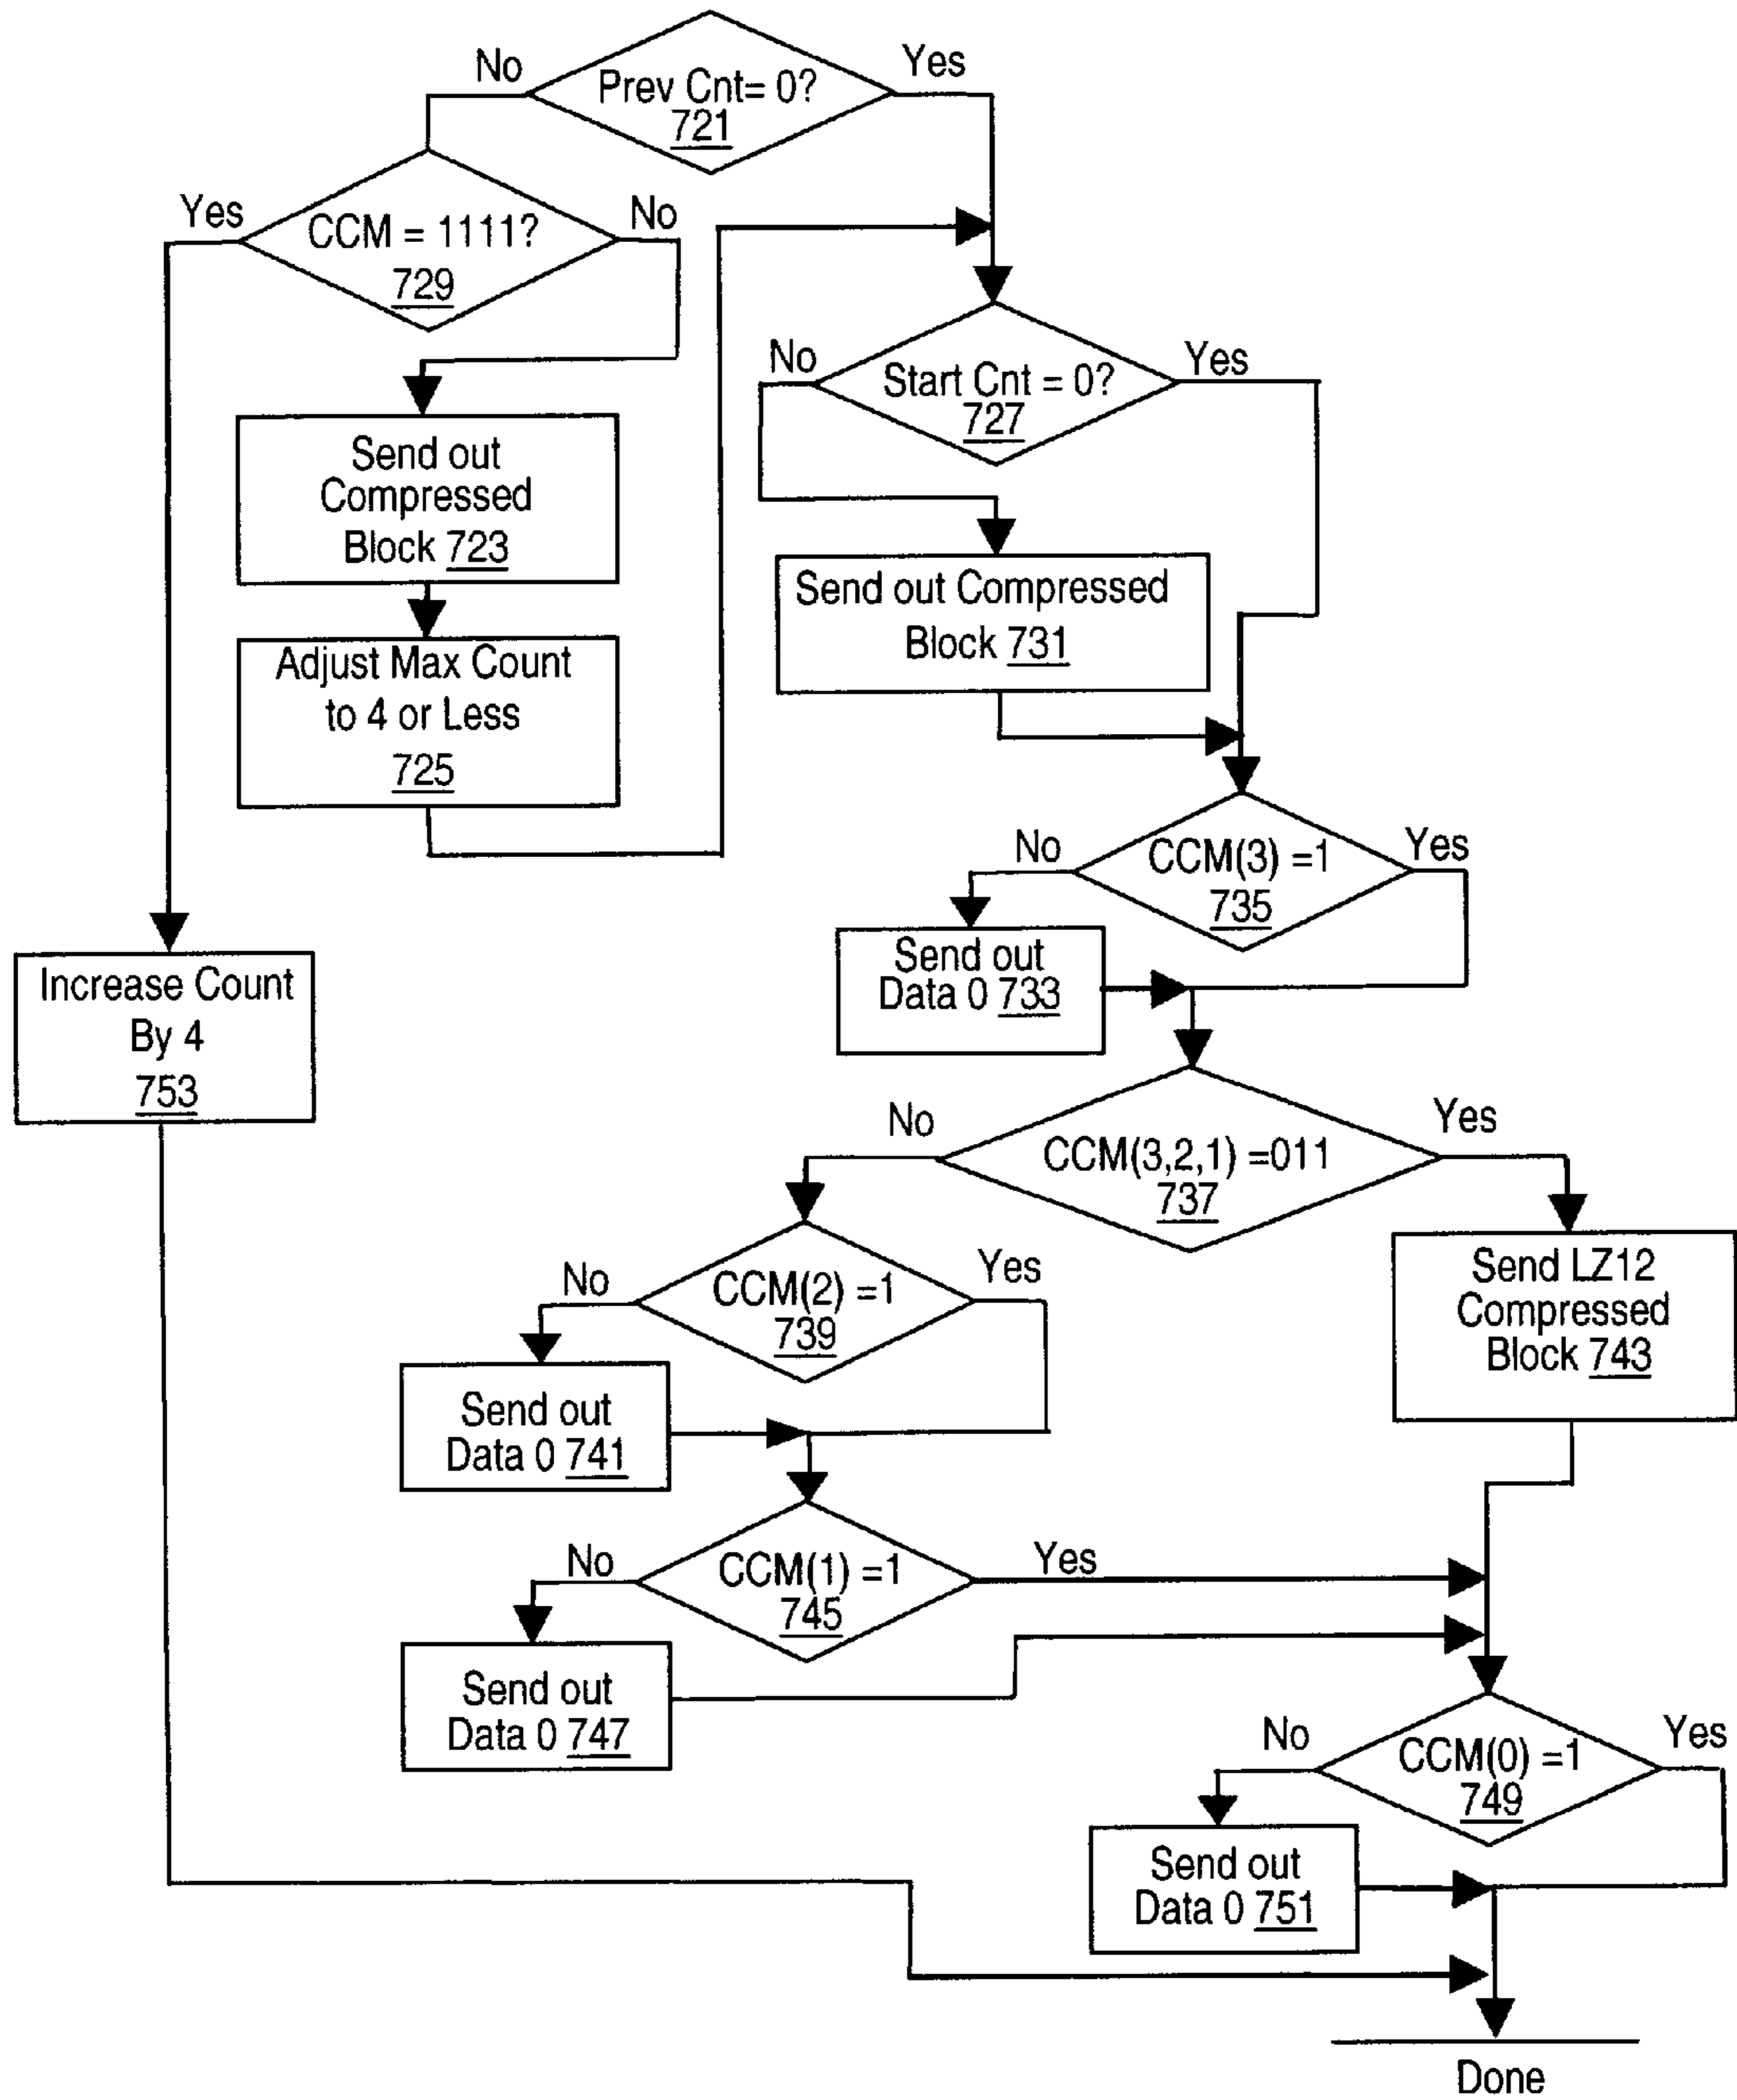 No
Yes
Prev Cnt= 0?
721
Yes
No
CCM = 1111?
729
No
Yes
Start Cnt = 0?
727
Send out
Compressed
Block 723
Send out Compressed
Block 731
Adjust Max Count
to 4 or Less
725
No
Yes
CCM(3) =1
735
Send out
Data 0 733
Increase Count
By 4
753
No
Yes
CCM(3,2,1) =011
737
No
Yes
CCM(2) =1
739
Send LZ12
Compressed
Block 743
Send out
Data 0 741
No
Yes
CCM(1) =1
745
Send out
Data 0 747
No
Yes
CCM(0) =1
749
Send out
Data 0 751
Done